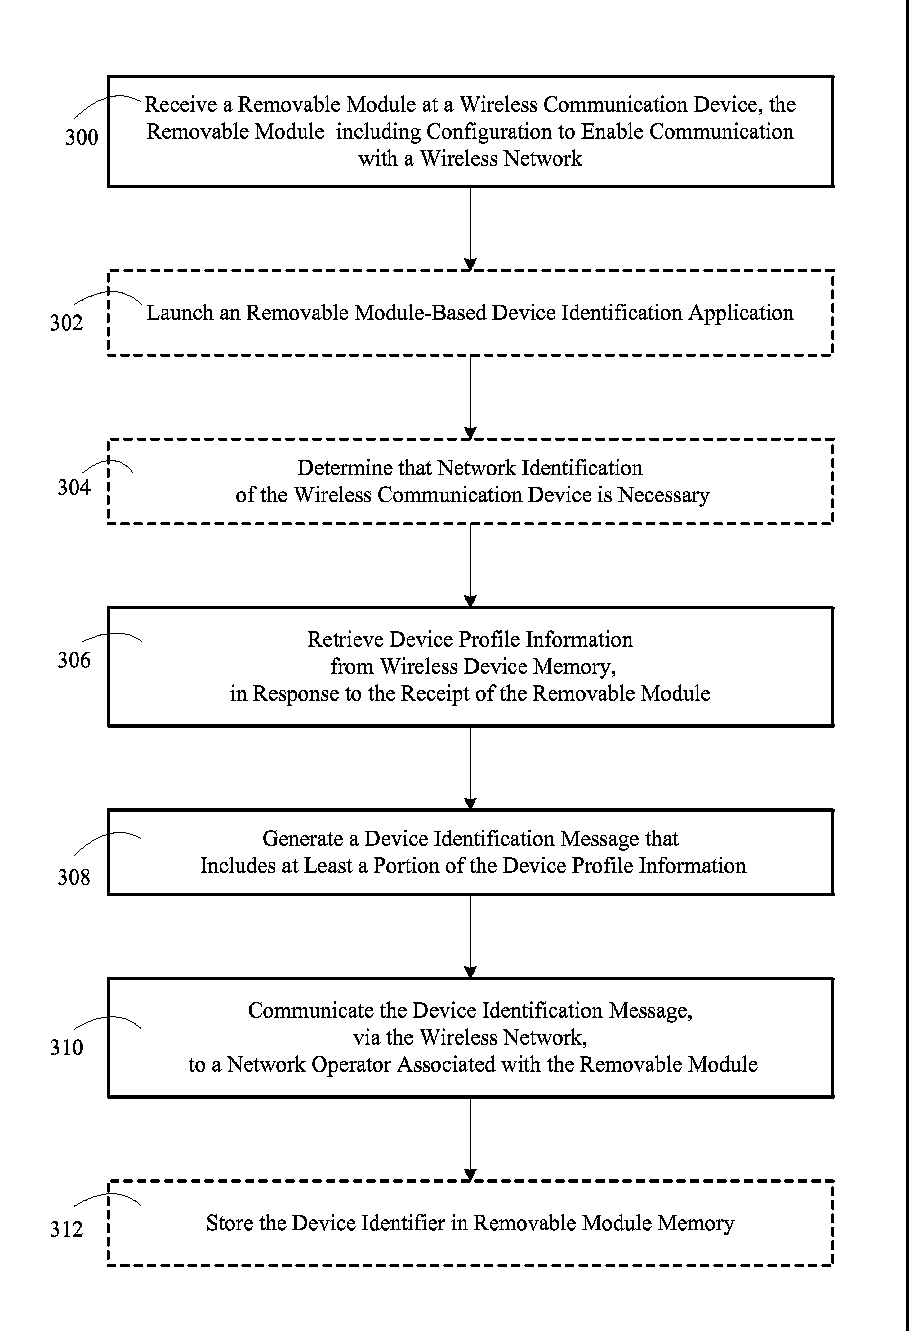 300
Receive a Removable Module at a Wireless Communication Device, the
Removable Module including Configuration to Enable Communication
with a Wireless Network
302
Launch an Removable Module-Based Device Identification Application
304
Determine that Network Identification
of the Wireless Communication Device is Necessary
306
Retrieve Device Profile Information
from Wireless Device Memory,
in Response to the Receipt of the Removable Module
308
Generate a Device Identification Message that
Includes at Least a Portion of the Device Profile Information
310
Communicate the Device Identification Message,
via the Wireless Network,
to a Network Operator Associated with the Removable Module
312
Store the Device Identifier in Removable Module Memory